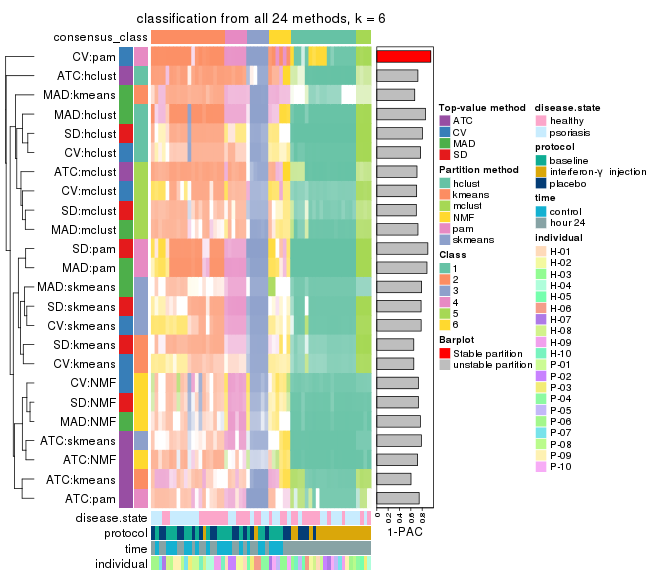 classification from all 24 methods, k = 6
consensus_class
CV:pam
ATC:hclust
MAD:kmeans
MAD:hclust
SD:hclust
CV:hclust
ATC:mclust
CV:mclust
SD:mclust
MAD:mclust
SD:pam
MAD:pam
MAD:skmeans
SD:skmeans
CV:skmeans
SD:kmeans
CV:kmeans
CV:NMF
SD:NMF
MAD:NMF
ATC:skmeans
ATC:NMF
ATC:kmeans
ATC:pam
disease.state
protocol
time
individual
0 0.2 0.4 0.6 0.8
1-PAC
Top-value method
ATC
CV
MAD
SD
Partition method
hclust
kmeans
mclust
NMF
pam
skmeans
Class
1
2
3
4
5
6
Barplot
Stable partition
unstable partition
disease.state
healthy
psoriasis
protocol
baseline
interferon-γ injection
placebo
time
control
hour 24
individual
H-01
H-02
H-03
H-04
H-05
H-06
H-07
H-08
H-09
H-10
P-01
P-02
P-03
P-04
P-05
P-06
P-07
P-08
P-09
P-10